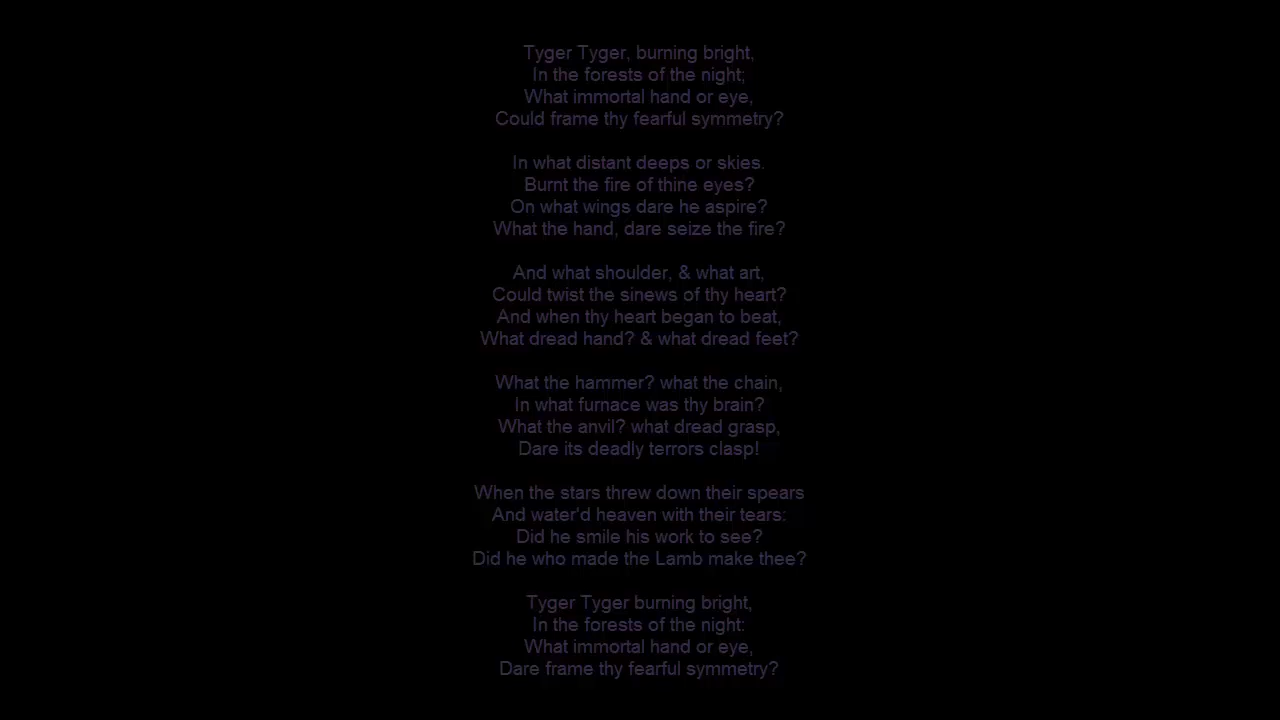 Tyger Tyger, burning bright,
In the forests of the night;
What immortal hand or eye,
Could frame thy fearful symmetry?

In what distant deeps or skies.
Burnt the fire of thine eyes?
On what wings dare he aspire?
What the hand, dare seize the fire?

And what shoulder, & what art,
Could twist the sinews of thy heart?
And when thy heart began to beat,
What dread hand? & what dread feet?

What the hammer? what the chain,
In what furnace was thy brain?
What the anvil? what dread grasp,
Dare its deadly terrors clasp!

When the stars threw down their spears
And water'd heaven with their tears:
Did he smile his work to see?
Did he who made the Lamb make thee?

Tyger Tyger burning bright,
In the forests of the night:
What immortal hand or eye,
Dare frame thy fearful symmetry?